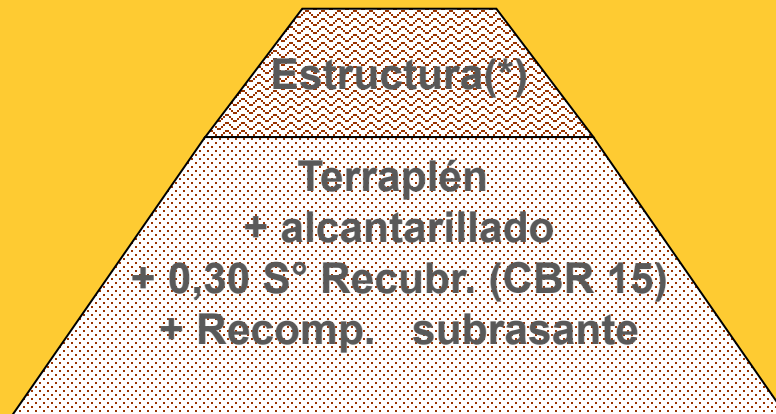 Estructura(*)
Terraplén
+ alcantarillado
+ 0,30 S° Recubr. (CBR 15)
+ Recomp. subrasante